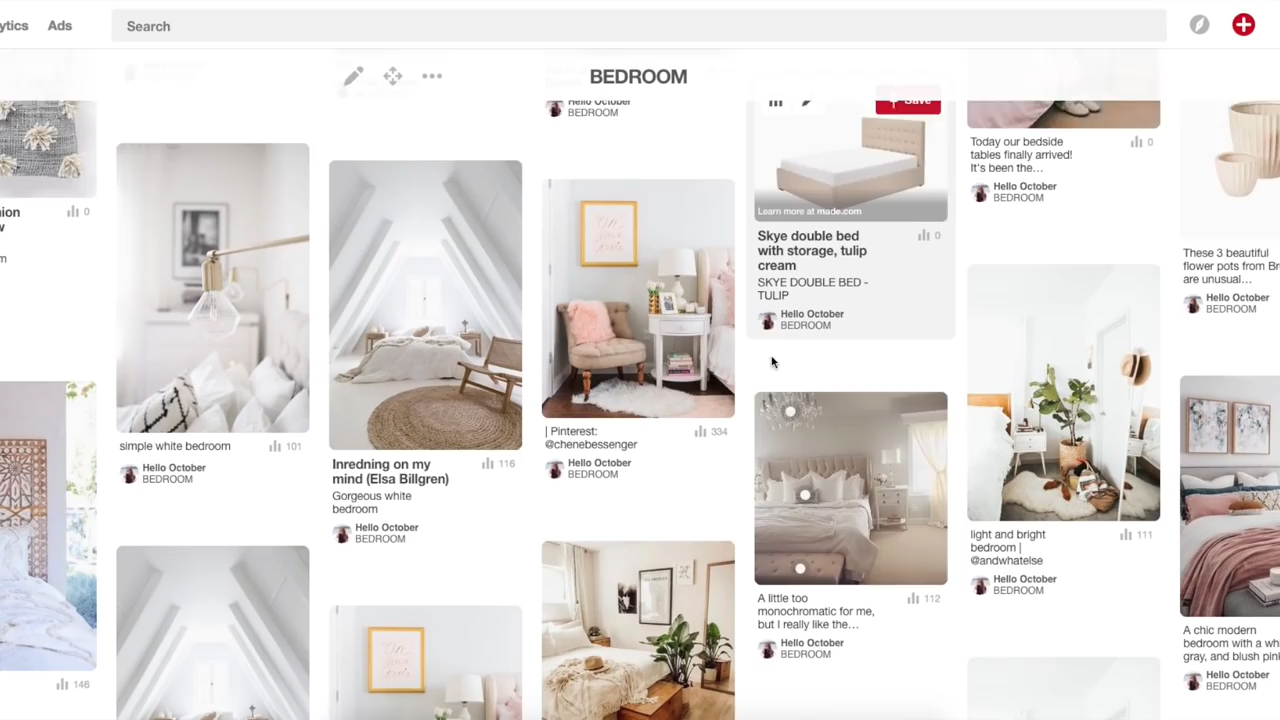 ytics
Ads
Search
BEDROOM
nion
w
m
146
0
simple white bedroom
101
Hello October
BEDROOM
Inredning on my
mind (Elsa Billgren)
116
Gorgeous white
bedroom
Hello October
BEDROOM
Hello October
BEDROOM
| Pinterest:
@chenebessenger
334
Hello October
BEDROOM
Save
Learn more at made.com
Skye double bed
with storage, tulip
cream
0
SKYE DOUBLE BED -
TULIP
Hello October
BEDROOM
A little too
monochromatic for me,
but I really like the…
112
Hello October
BEDROOM
Today our bedside
tables finally arrived!
It's been the…
0
Hello October
BEDROOM
light and bright
bedroom |
@andwhatelse
111
Hello October
BEDROOM
These 3 beautiful
flower pots from Br
are unusual…
Hello October
BEDROOM
A chic modern
bedroom with a wh
gray, and blush pink
Hello October
BEDROOM